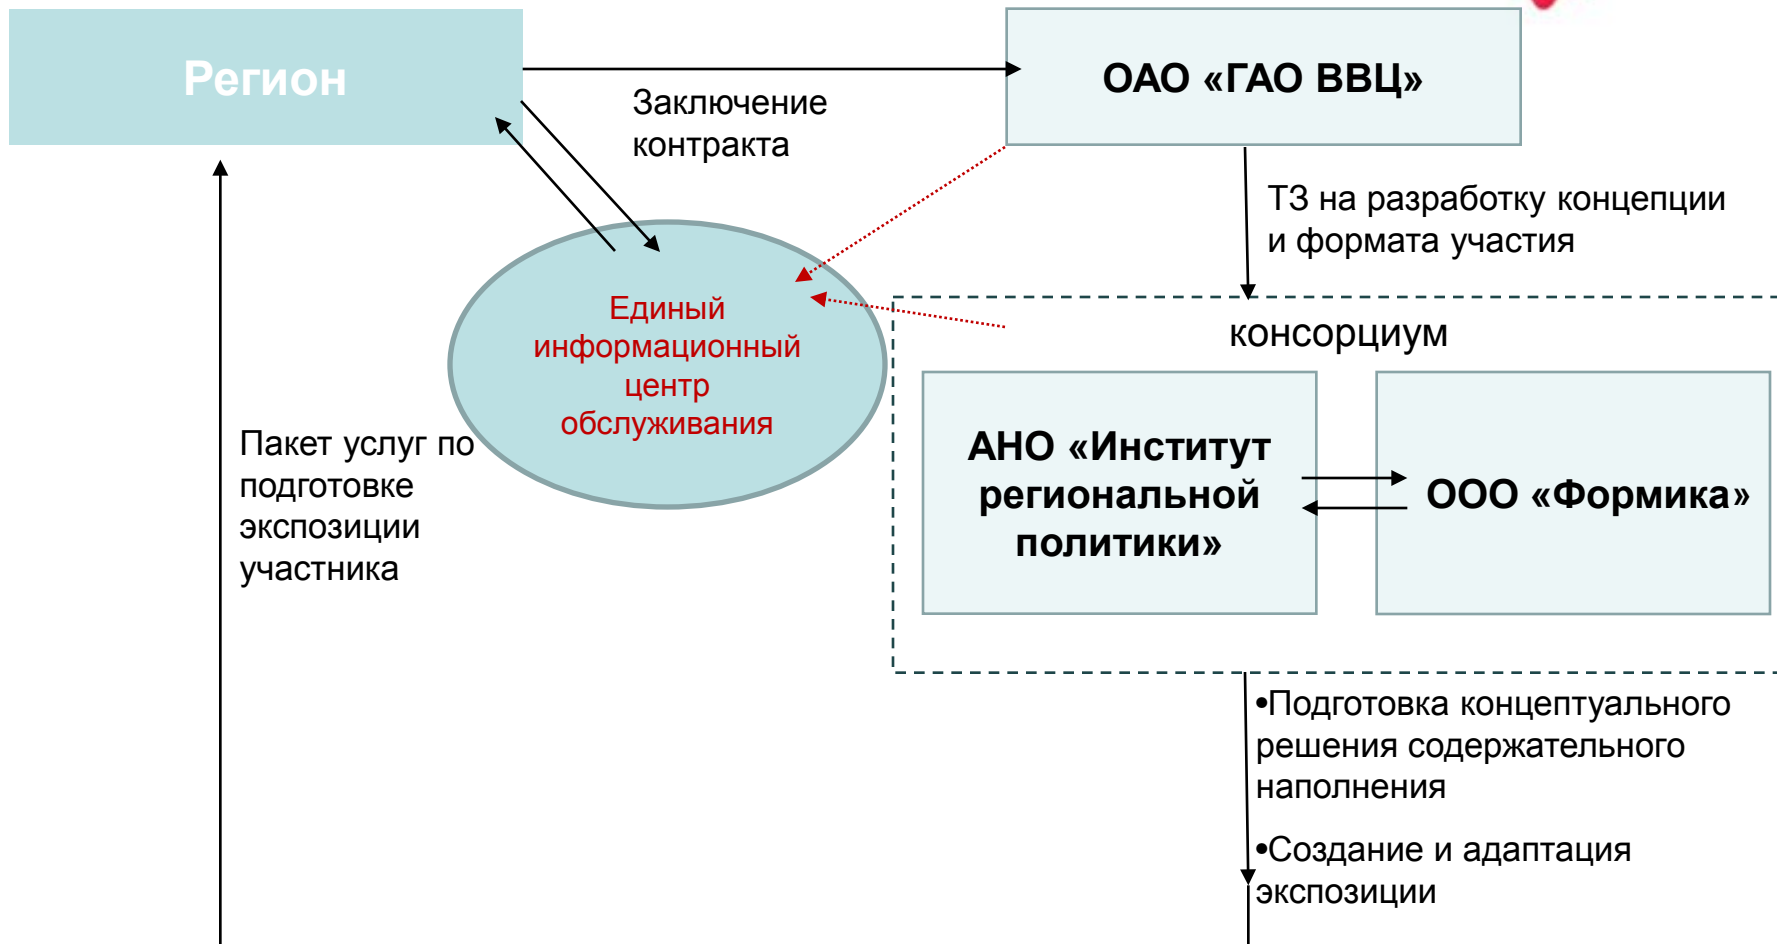 Регион
ОАО «ГАО ВВЦ»
Заключение
контракта
ТЗ на разработку концепции
и формата участия
Единый
информационный
центр
обслуживания
консорциум
АНО «Институт
региональной
политики»
ООО «Формика»
Пакет услуг по
подготовке
экспозиции
участника
•Подготовка концептуального
решения содержательного
наполнения
•Создание и адаптация
экспозиции